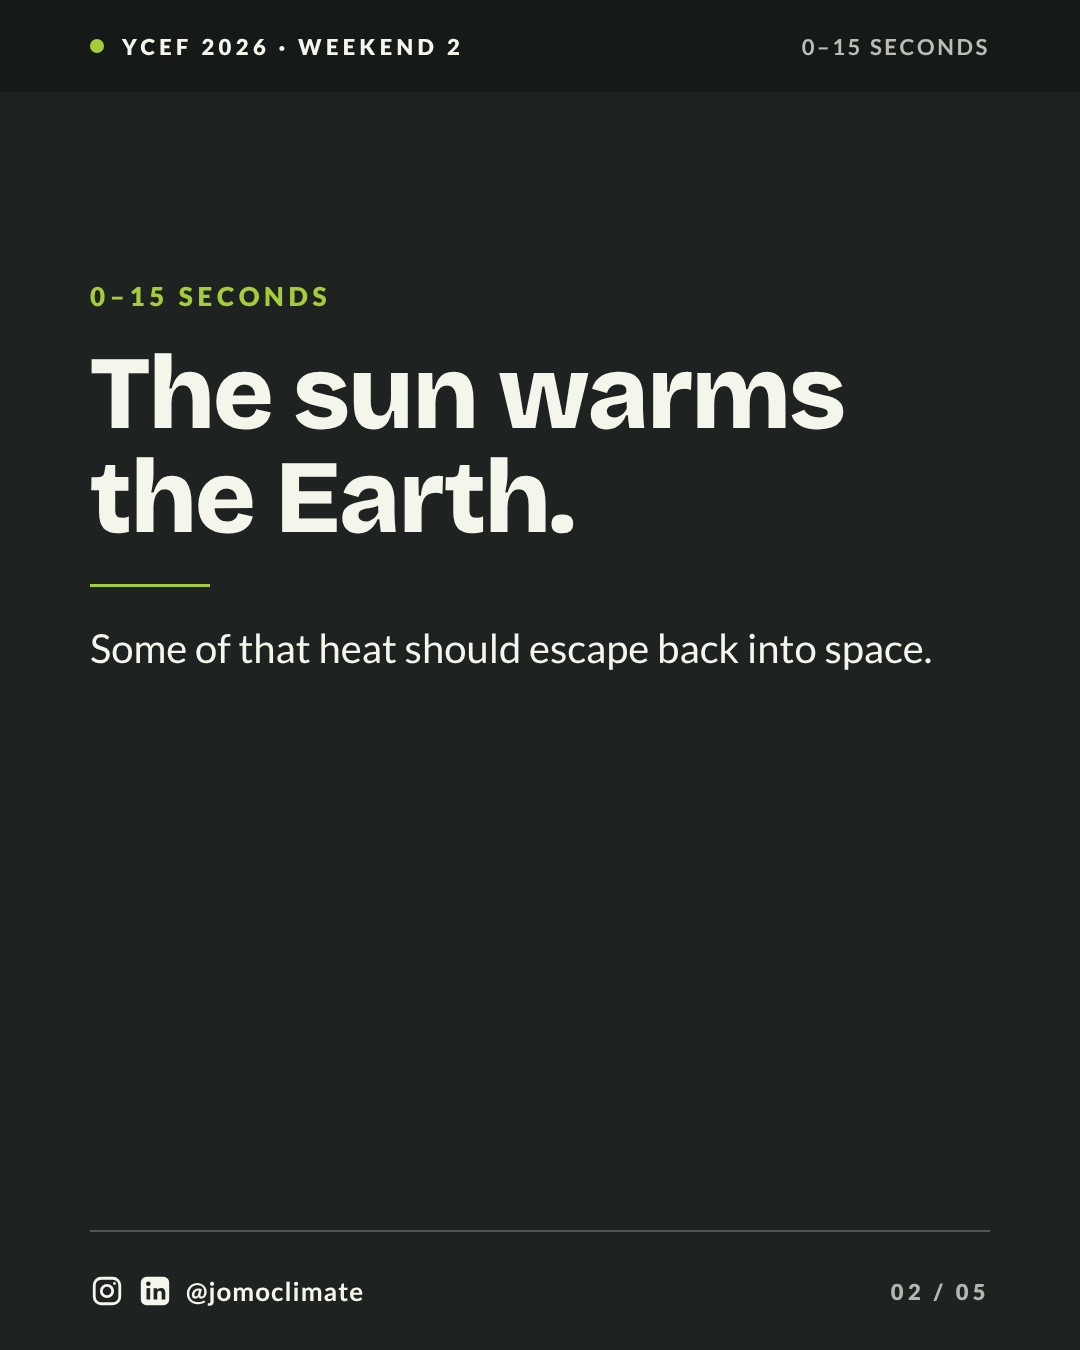 YCEF 2026 · WEEKEND 2
0–15 SECONDS
0–15 SECONDS
The sun warms
the Earth.
Some of that heat should escape back into space.
@jomoclimate
02 / 05